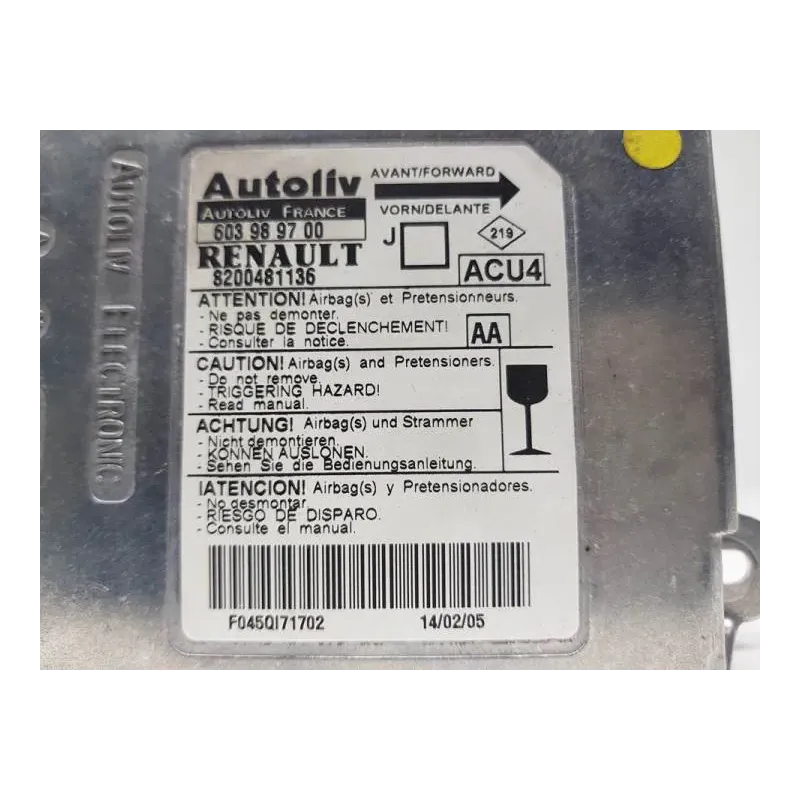 AUTOLIV ELECTRONIC
Autoliv
AUTOLIV FRANCE
603 98 97 00
RENAULT
8200481136
AVANT/FORWARD
VORN/DELANTE
J
219
ACU4
ATTENTION! Airbag(s) et Pretensionneurs.
- Ne pas demonter.
- RISQUE DE DECLENCHEMENT!
- Consulter la notice.
AA
CAUTION! Airbag(s) and Pretensioners.
- Do not remove.
- TRIGGERING HAZARD!
- Read manual.
ACHTUNG! Airbag(s) und Strammer
- Nicht demontieren.
- KONNEN AUSLONEN.
- Sehen Sie die Bedienungsanleitung.
IATENCION! Airbag(s) y Pretensionadores.
- No desmontar.
- RIESGO DE DISPARO.
- Consulte el manual.
F045QI71702
14/02/05